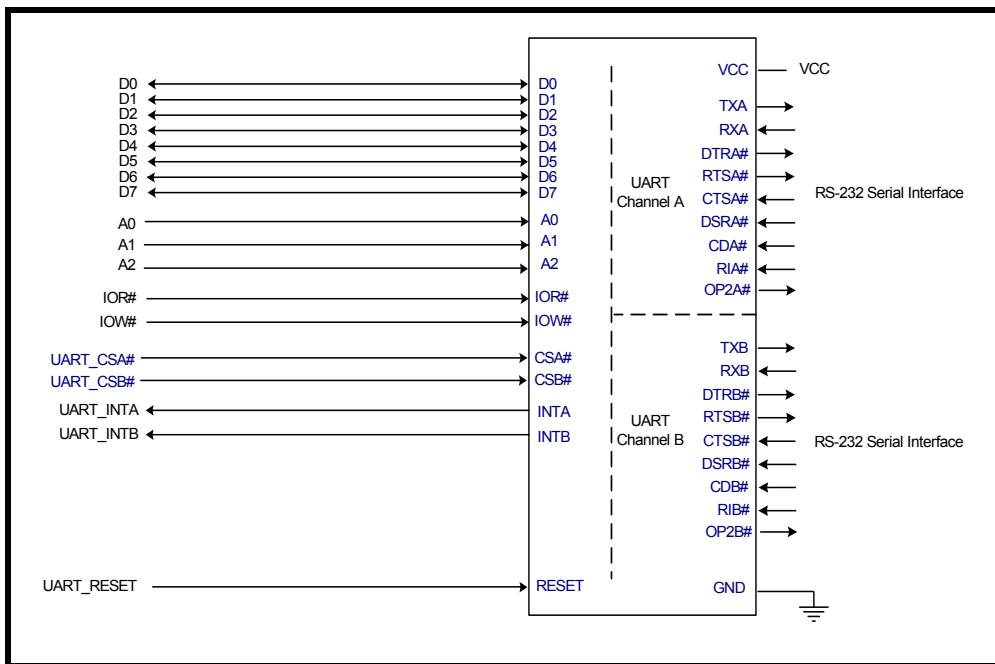 D0
D1
D2
D3
D4
D5
D6
D7
A0
A1
A2
IOR#
IOW#
UART_CSA#
UART_CSB#
UART_INTA
UART_INTB
UART_RESET
D0
D1
D2
D3
D4
D5
D6
D7
A0
A1
A2
IOR#
IOW#
CSA#
CSB#
INTA
INTB
RESET
UART
Channel A
UART
Channel B
VCC
TXA
RXA
DTRA#
RTSA#
CTSA#
DSRA#
CDA#
RIA#
OP2A#
TXB
RXB
DTRB#
RTSB#
CTSB#
DSRB#
CDB#
RIB#
OP2B#
GND
VCC
RS-232 Serial Interface
RS-232 Serial Interface